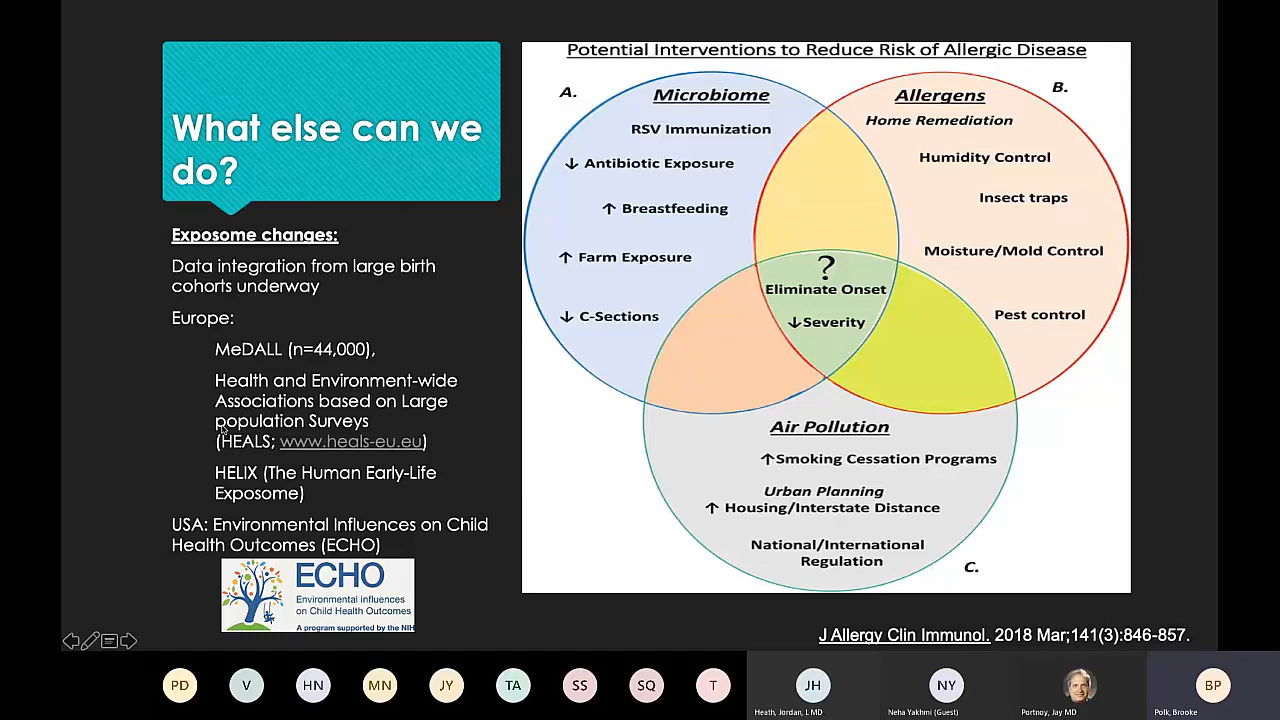 What else can we
do?
Exposome changes:
Data integration from large birth
cohorts underway
Europe:
MeDALL (n=44,000),
Health and Environment-wide
Associations based on Large
population Surveys
(HEALS; www.heals-eu.eu)
HELIX (The Human Early-Life
Exposome)
USA: Environmental Influences on Child
Health Outcomes (ECHO)
ECHO
Environmental influences
on Child Health Outcomes
A program supported by the NIH
Potential Interventions to Reduce Risk of Allergic Disease
A.
Microbiome
RSV Immunization
↓ Antibiotic Exposure
↑ Breastfeeding
↑ Farm Exposure
↓ C-Sections
B.
Allergens
Home Remediation
Humidity Control
Insect traps
Moisture/Mold Control
Pest control
?
Eliminate Onset
↓Severity
Air Pollution
↑Smoking Cessation Programs
Urban Planning
↑ Housing/Interstate Distance
National/International
Regulation
C.
J Allergy Clin Immunol. 2018 Mar;141(3):846-857.
PD V HN MN JY TA SS SQ T JH NY BP
Heath, Jordan, L MD
Neha Yakhmi (Guest)
Portnoy, Jay MD
Polk, Brooke